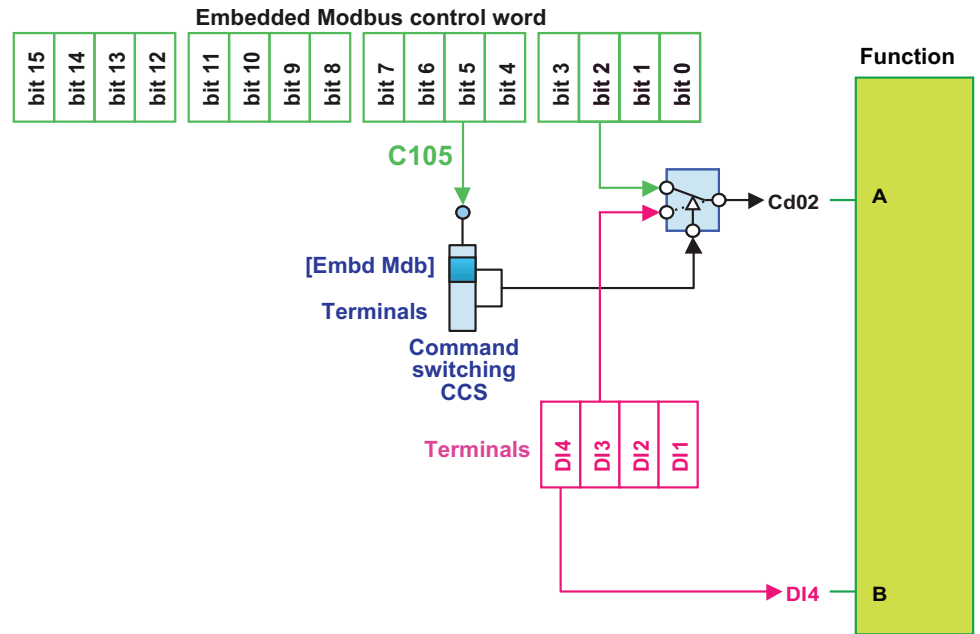 Embedded Modbus control word
bit 15
bit 14
bit 13
bit 12
bit 11
bit 10
bit 9
bit 8
bit 7
bit 6
bit 5
bit 4
bit 3
bit 2
bit 1
bit 0
Function
C105
Cd02
A
[Embd Mdb]
Terminals
Command
switching
CCS
Terminals
DI4
DI3
DI2
DI1
DI4
B